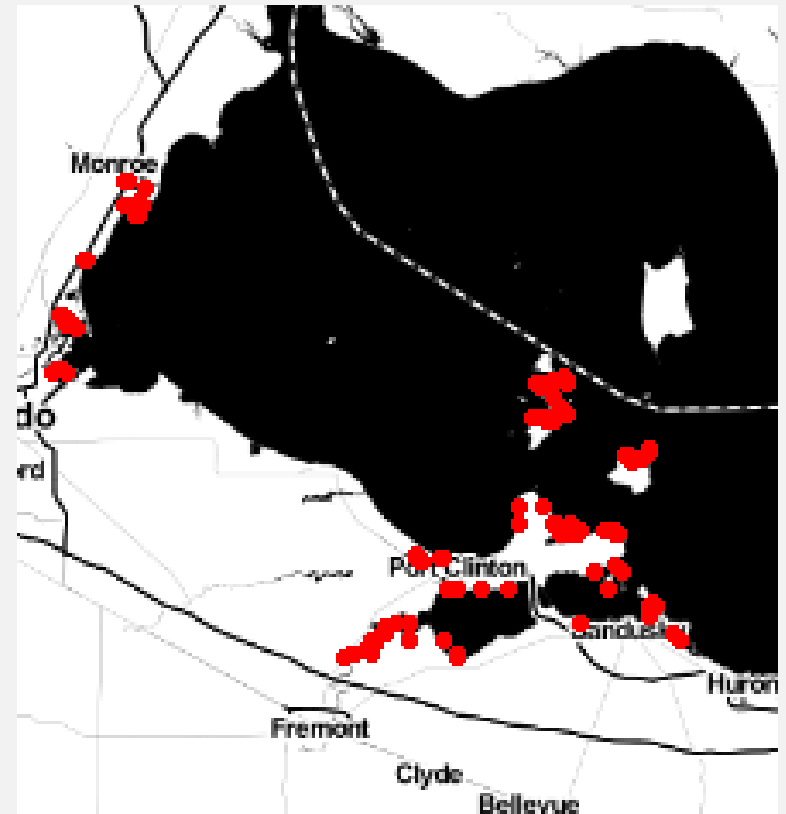 Monroe
do
rd
Port Clinton
Sandusky
Huron
Fremont
Clyde
Bellevue